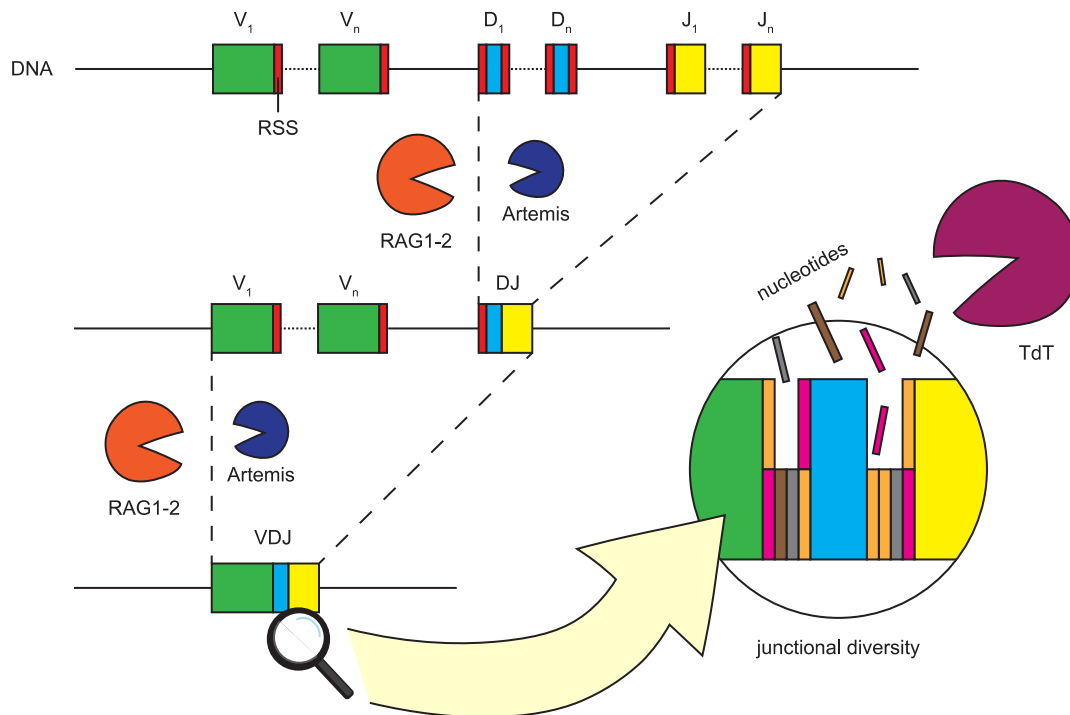 V1 Vn D1 Dn J1 Jn
DNA
RSS
RAG1-2 Artemis
nucleotides
TdT
V1 Vn DJ
RAG1-2 Artemis
VDJ
junctional diversity